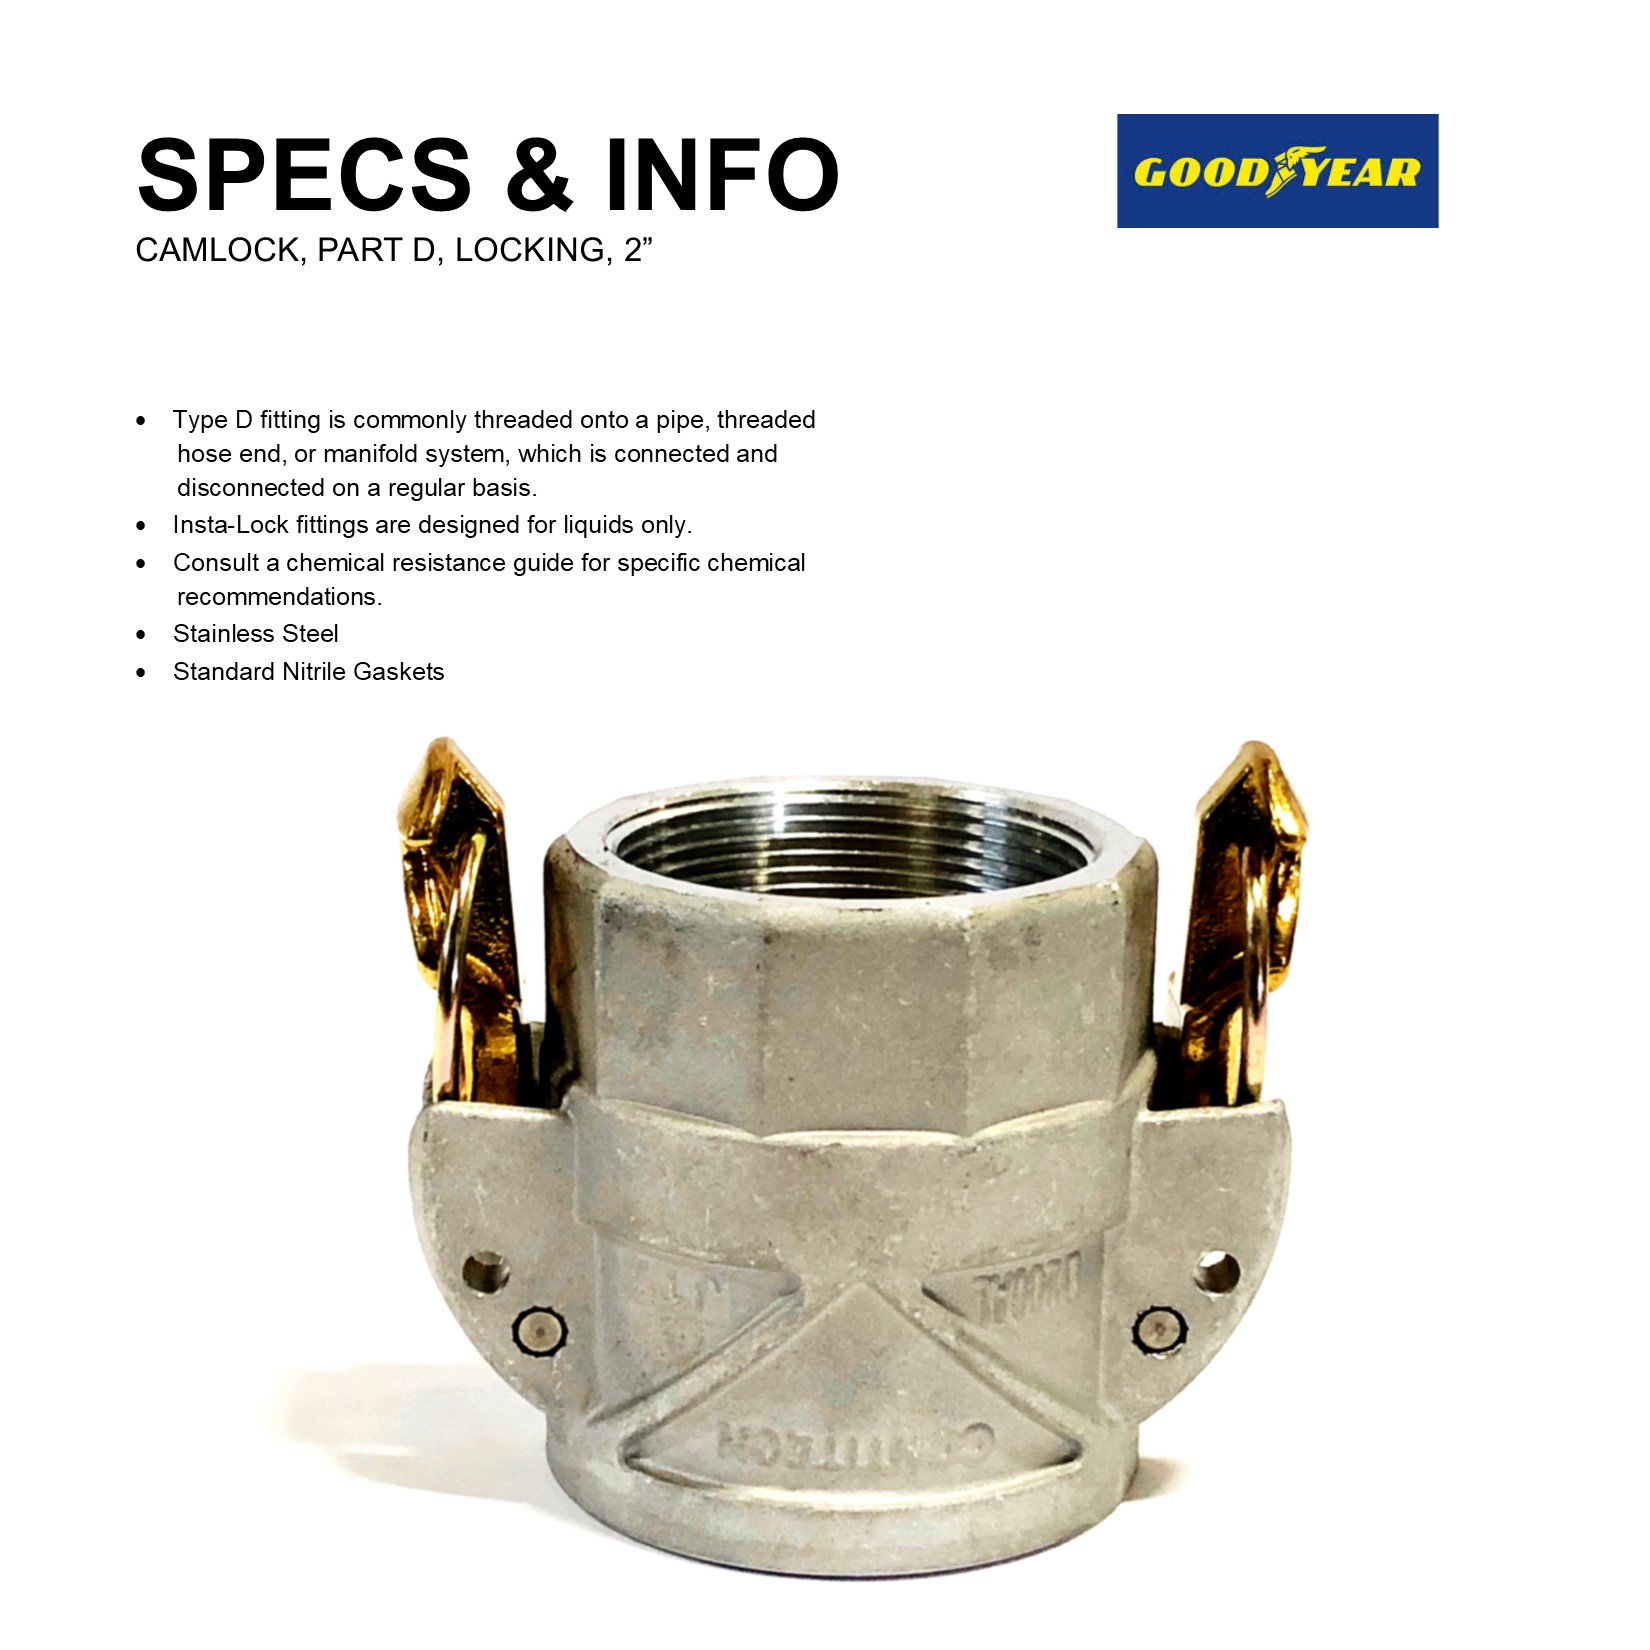 SPECS & INFO
CAMLOCK, PART D, LOCKING, 2”
GOODYEAR
• Type D fitting is commonly threaded onto a pipe, threaded
hose end, or manifold system, which is connected and
disconnected on a regular basis.
• Insta-Lock fittings are designed for liquids only.
• Consult a chemical resistance guide for specific chemical
recommendations.
• Stainless Steel
• Standard Nitrile Gaskets